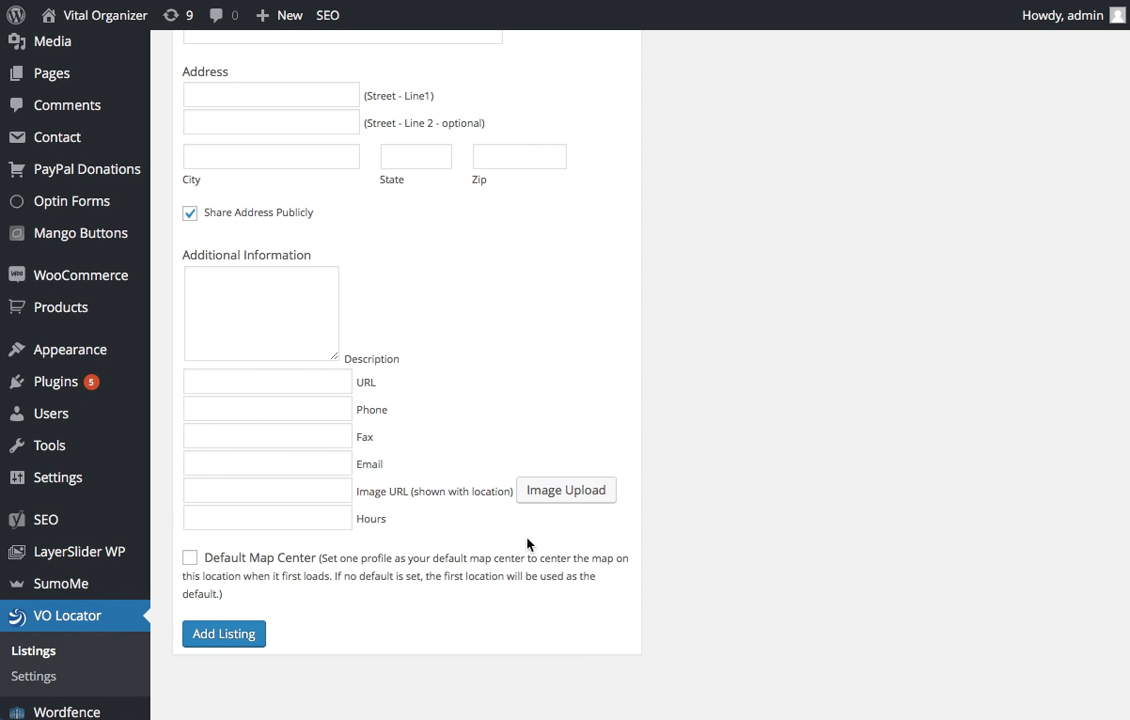 Vital Organizer
9
0
New
SEO
Howdy, admin
Media
Pages
Comments
Contact
PayPal Donations
Optin Forms
Mango Buttons
WooCommerce
Products
Appearance
Plugins 5
Users
Tools
Settings
SEO
LayerSlider WP
SumoMe
VO Locator
Listings
Settings
Wordfence
Address
(Street - Line1)
(Street - Line 2 - optional)
City
State
Zip
Share Address Publicly
Additional Information
Description
URL
Phone
Fax
Email
Image URL (shown with location)
Image Upload
Hours
Default Map Center (Set one profile as your default map center to center the map on
this location when it first loads. If no default is set, the first location will be used as the
default.)
Add Listing